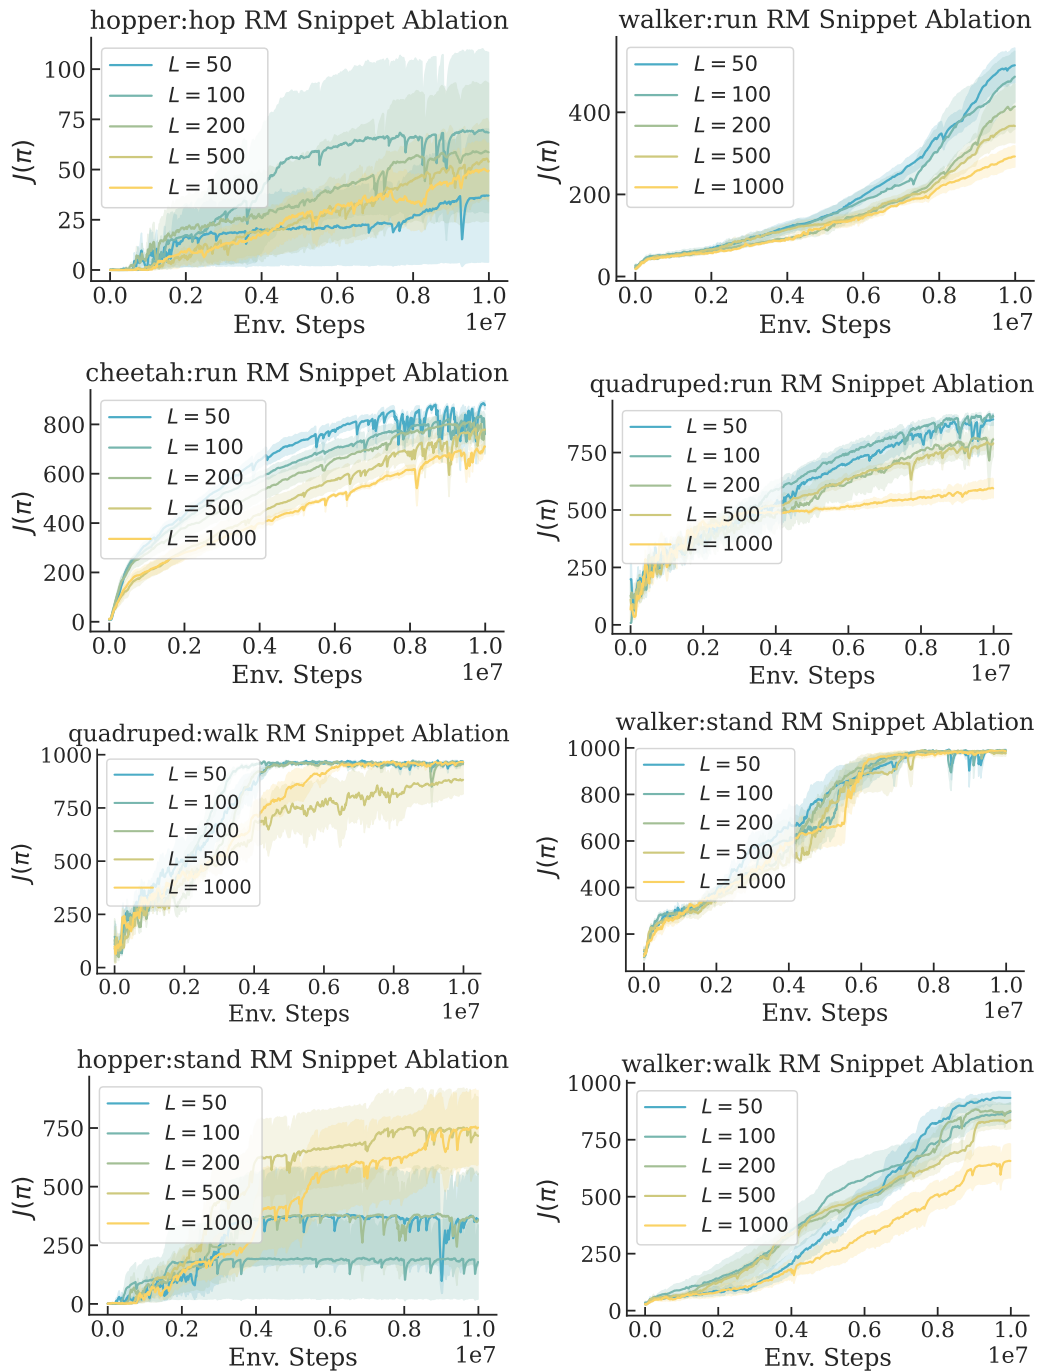 hopper:hop RM Snippet Ablation
J(π)
100
75
50
25
0
L = 50
L = 100
L = 200
L = 500
L = 1000
0.0 0.2 0.4 0.6 0.8 1.0
1e7
Env. Steps
walker:run RM Snippet Ablation
J(π)
400
200
0
L = 50
L = 100
L = 200
L = 500
L = 1000
0.0 0.2 0.4 0.6 0.8 1.0
1e7
Env. Steps
cheetah:run RM Snippet Ablation
J(π)
800
600
400
200
0
L = 50
L = 100
L = 200
L = 500
L = 1000
0.0 0.2 0.4 0.6 0.8 1.0
1e7
Env. Steps
quadruped:run RM Snippet Ablation
J(π)
750
500
250
0
L = 50
L = 100
L = 200
L = 500
L = 1000
0.0 0.2 0.4 0.6 0.8 1.0
1e7
Env. Steps
quadruped:walk RM Snippet Ablation
J(π)
1000
750
500
250
0
L = 50
L = 100
L = 200
L = 500
L = 1000
0.0 0.2 0.4 0.6 0.8 1.0
1e7
Env. Steps
walker:stand RM Snippet Ablation
J(π)
1000
800
600
400
200
L = 50
L = 100
L = 200
L = 500
L = 1000
0.0 0.2 0.4 0.6 0.8 1.0
1e7
Env. Steps
hopper:stand RM Snippet Ablation
J(π)
750
500
250
0
L = 50
L = 100
L = 200
L = 500
L = 1000
0.0 0.2 0.4 0.6 0.8 1.0
1e7
Env. Steps
walker:walk RM Snippet Ablation
J(π)
1000
750
500
250
0
L = 50
L = 100
L = 200
L = 500
L = 1000
0.0 0.2 0.4 0.6 0.8 1.0
1e7
Env. Steps